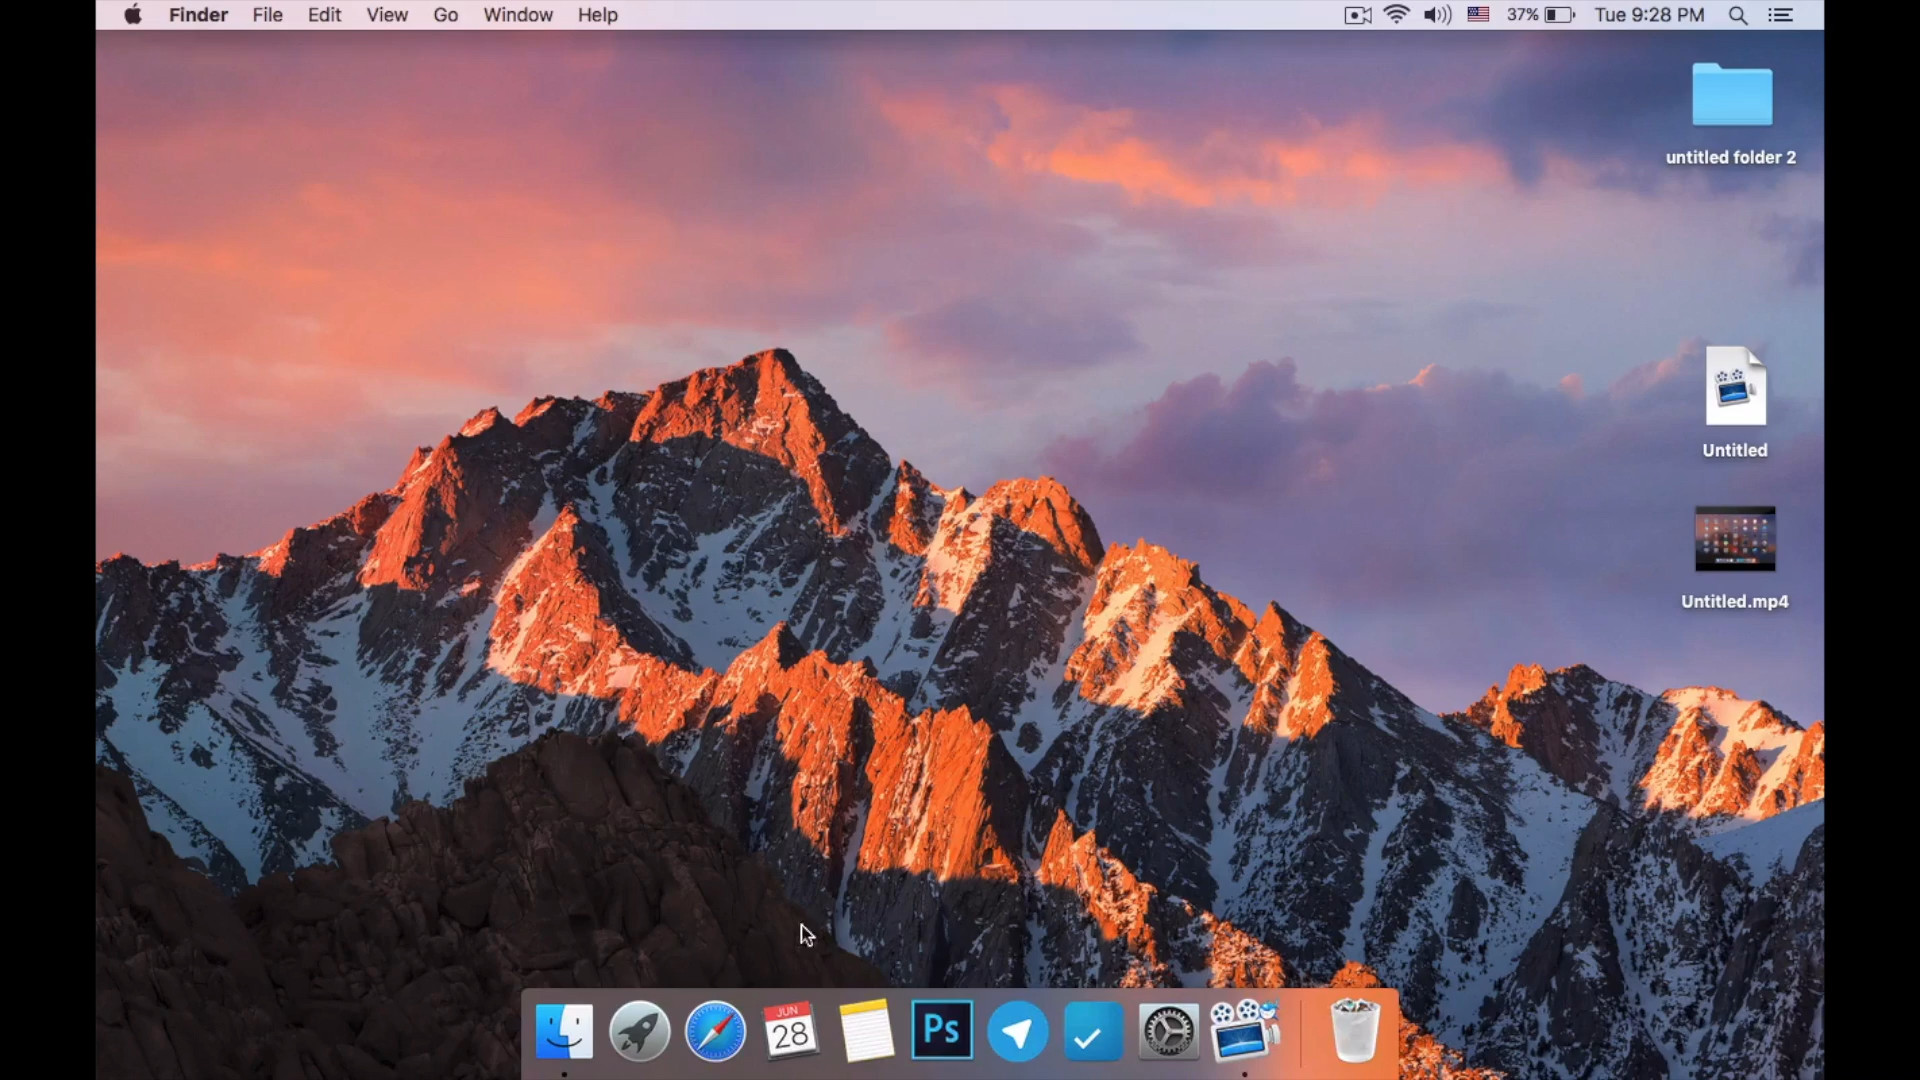 Finder File Edit View Go Window Help 37% Tue 9:28 PM
untitled folder 2
Untitled
Untitled.mp4
JUN
28
Ps